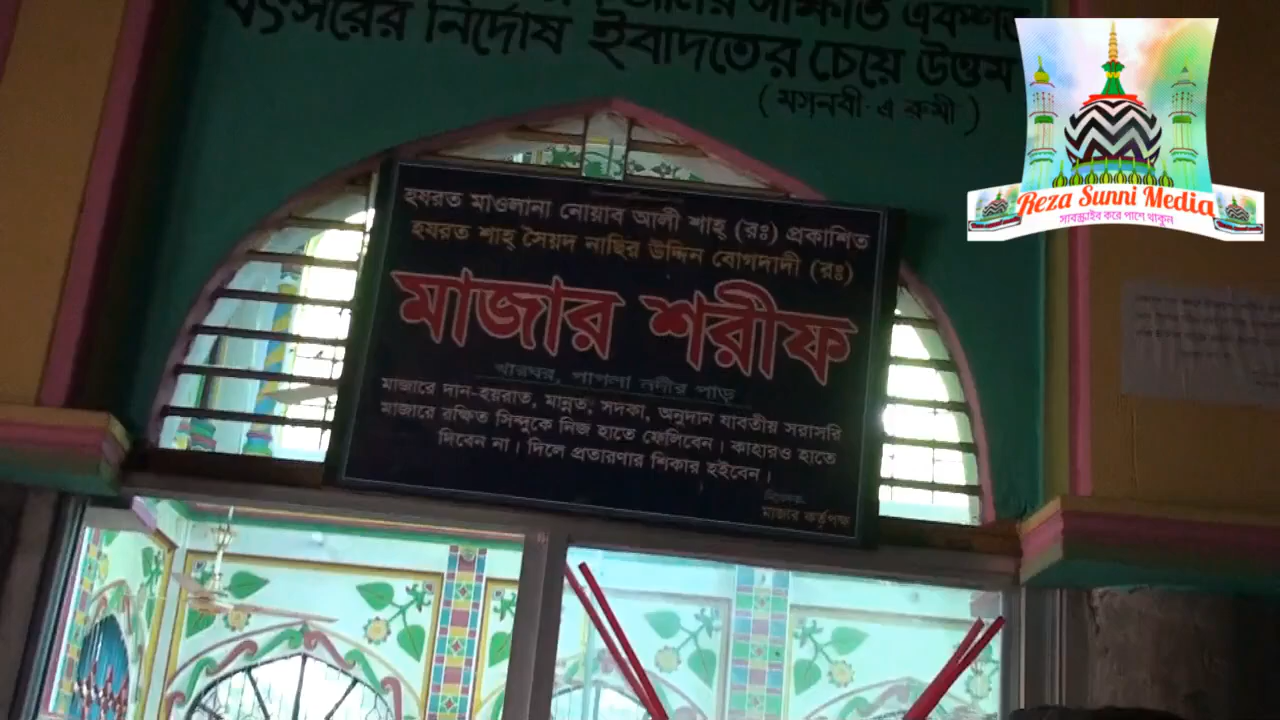 সাক্ষাত একশত
বৎসরের নির্দোষ ইবাদতের চেয়ে উত্তম
(মসনবী-এ রুমী)
হযরত মাওলানা নোয়াব আলী শাহ্ (রঃ) প্রকাশিত
হযরত শাহ্ সৈয়দ নাছির উদ্দিন বোগদাদী (রঃ)
মাজার শরীফ
খারঘর, পাগলা নদীর পাড়
মাজারে দান-হয়রাত, মান্নত, সদকা, অনুদান যাবতীয় সরাসরি
মাজারে রক্ষিত সিন্দুকে নিজ হাতে ফেলিবেন। কাহারও হাতে
দিবেন না। দিলে প্রতারণার শিকার হইবেন।
মাজার কর্তৃপক্ষ
Reza Sunni Media
সাবস্ক্রাইব করে পাশে থাকুন